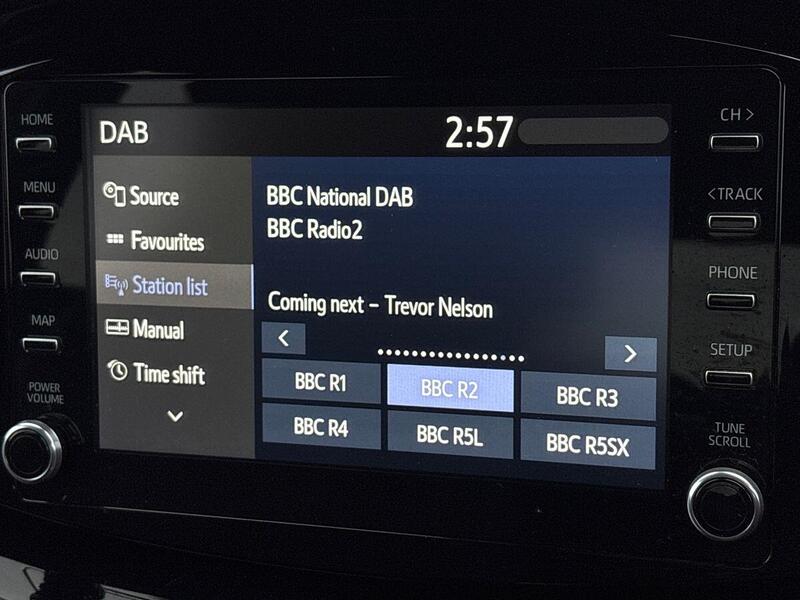 HOME
MENU
AUDIO
MAP
POWER
VOLUME
DAB
2:57
Source
Favourites
Station list
Manual
Time shift
BBC National DAB
BBC Radio2
Coming next – Trevor Nelson
<
>
BBC R1
BBC R2
BBC R3
BBC R4
BBC R5L
BBC R5SX
CH >
< TRACK
PHONE
SETUP
TUNE
SCROLL